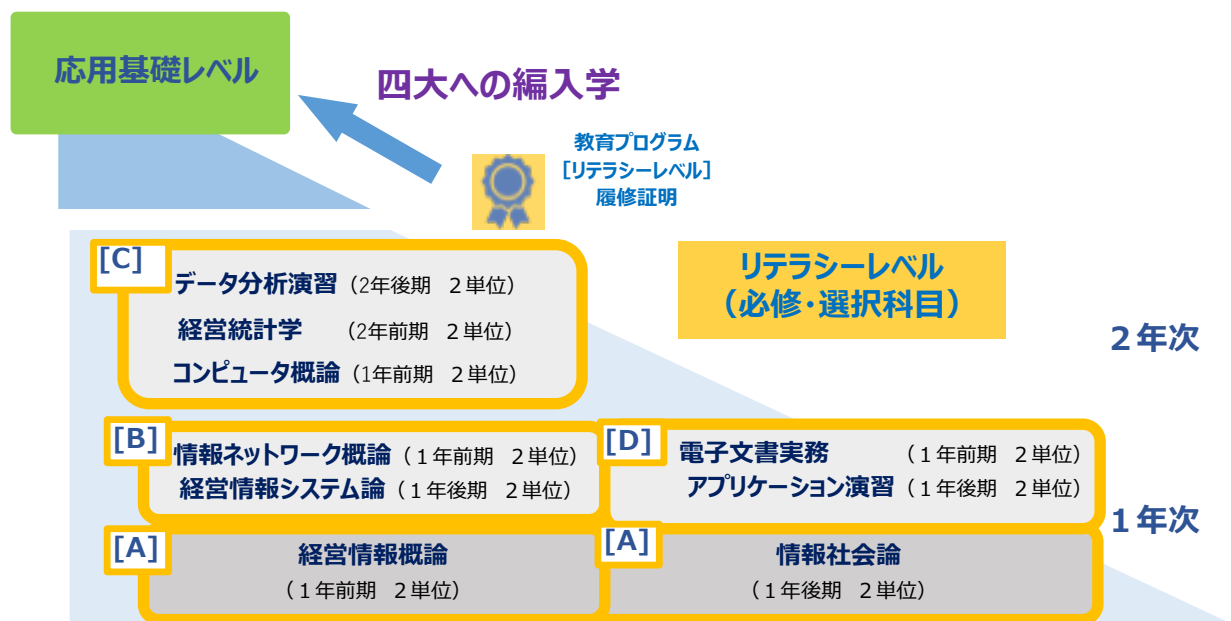 応用基礎レベル
四大への編入学
教育プログラム
［リテラシーレベル］
履修証明
[C]
データ分析演習（2年後期　２単位）
経営統計学　（2年前期　２単位）
コンピュータ概論（1年前期　２単位）
リテラシーレベル
（必修・選択科目）
２年次
[B]
情報ネットワーク概論（１年前期　２単位）
経営情報システム論（１年後期　２単位）
[D]
電子文書実務　（１年前期　２単位）
アプリケーション演習（１年後期　２単位）
１年次
[A]
経営情報概論
（１年前期　２単位）
[A]
情報社会論
（１年後期　２単位）